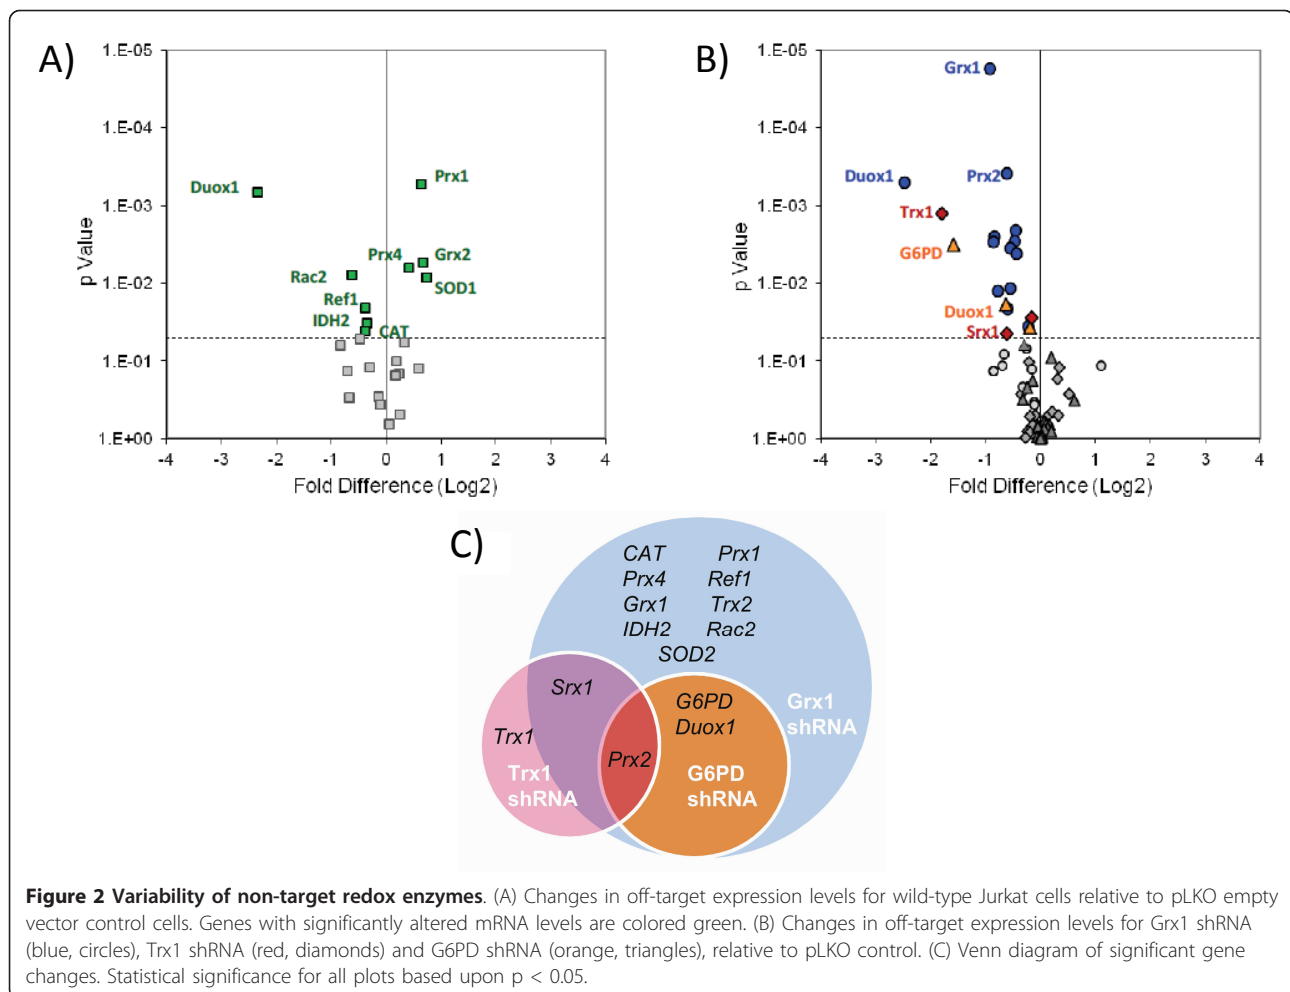 A)
1.E-05
1.E-04
1.E-03
1.E-02
1.E-01
1.E+00
p Value
Duox1
Prx1
Prx4
Grx2
Rac2
SOD1
Ref1
IDH2
CAT
-4 -3 -2 -1 0 1 2 3 4
Fold Difference (Log2)
B)
1.E-05
1.E-04
1.E-03
1.E-02
1.E-01
1.E+00
p Value
Grx1
Duox1
Prx2
Trx1
G6PD
Duox1
Srx1
-4 -3 -2 -1 0 1 2 3 4
Fold Difference (Log2)
C)
CAT Prx1
Prx4 Ref1
Grx1 Trx2
IDH2 Rac2
SOD2
Srx1
G6PD
Duox1
Grx1
shRNA
Trx1
Prx2
Trx1
shRNA
G6PD
shRNA
Figure 2 Variability of non-target redox enzymes. (A) Changes in off-target expression levels for wild-type Jurkat cells relative to pLKO empty
vector control cells. Genes with significantly altered mRNA levels are colored green. (B) Changes in off-target expression levels for Grx1 shRNA
(blue, circles), Trx1 shRNA (red, diamonds) and G6PD shRNA (orange, triangles), relative to pLKO control. (C) Venn diagram of significant gene
changes. Statistical significance for all plots based upon p < 0.05.